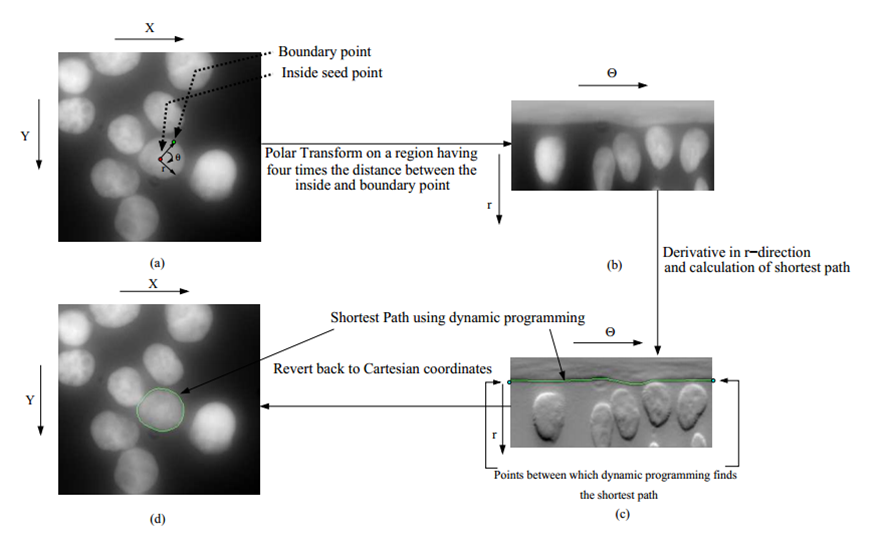 X
Boundary point
Inside seed point
Y
θ
r
Polar Transform on a region having
four times the distance between the
inside and boundary point
Θ
r
(a)
(b)
Derivative in r−direction
and calculation of shortest path
X
Shortest Path using dynamic programming
Θ
Revert back to Cartesian coordinates
Y
r
Points between which dynamic programming finds
the shortest path
(c)
(d)